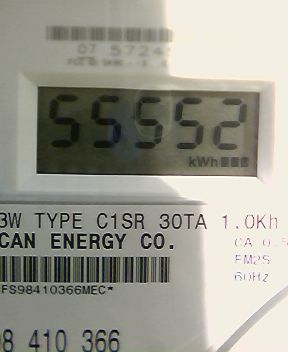 07 5724
55552
kWh
3W TYPE C1SR 30TA 1.0Kh
CAN ENERGY CO.
CA 0.5
FM2S
60Hz
FS98410366MEC*
98 410 366